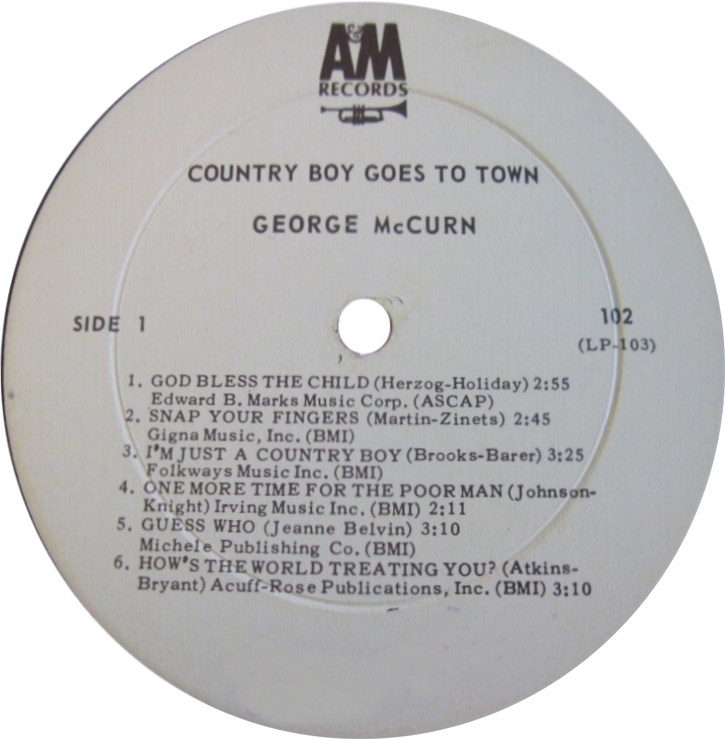 A&M
RECORDS
COUNTRY BOY GOES TO TOWN
GEORGE McCURN
SIDE 1
102
(LP-103)
1. GOD BLESS THE CHILD (Herzog-Holiday) 2:55
Edward B. Marks Music Corp. (ASCAP)
2. SNAP YOUR FINGERS (Martin-Zinets) 2:45
Gigna Music, Inc. (BMI)
3. I'M JUST A COUNTRY BOY (Brooks-Barer) 3:25
Folkways Music Inc. (BMI)
4. ONE MORE TIME FOR THE POOR MAN (Johnson-
Knight) Irving Music Inc. (BMI) 2:11
5. GUESS WHO (Jeanne Belvin) 3:10
Michele Publishing Co. (BMI)
6. HOW'S THE WORLD TREATING YOU? (Atkins-
Bryant) Acuff-Rose Publications, Inc. (BMI) 3:10